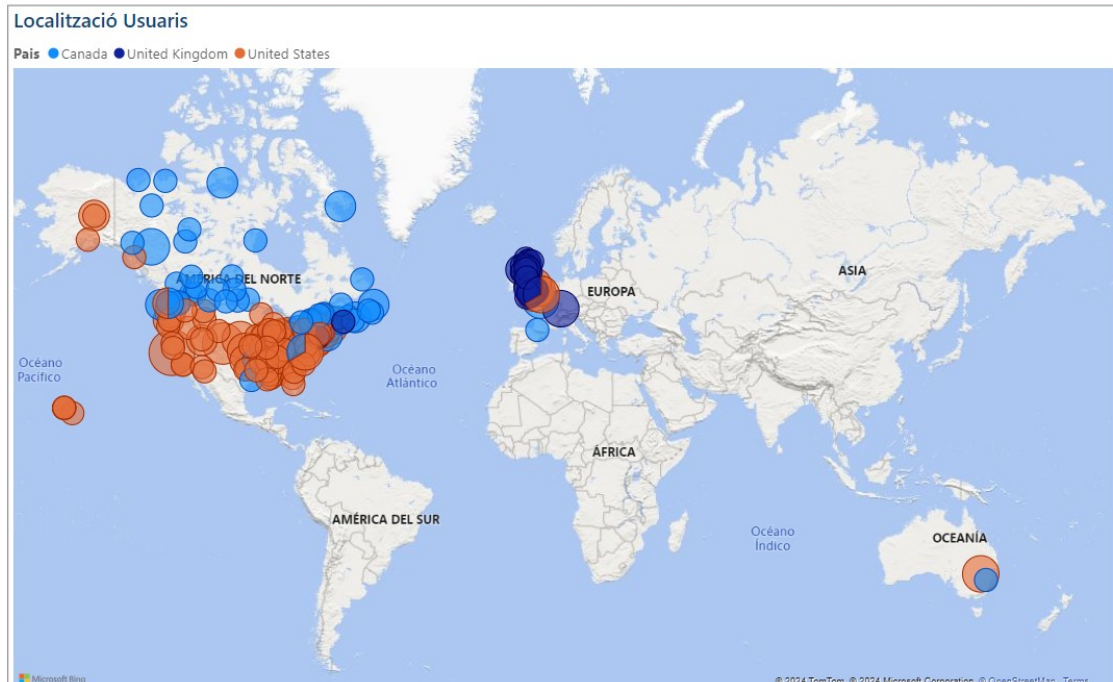 Localització Usuaris
Pais Canada United Kingdom United States
AMÉRICA DEL NORTE
ASIA
EUROPA
Océano
Pacífico
Océano
Atlántico
ÁFRICA
AMÉRICA DEL SUR
Océano
Índico
OCEANÍA
Microsoft Bing
© 2024 TomTom, © 2024 Microsoft Corporation, © OpenStreetMap Terms